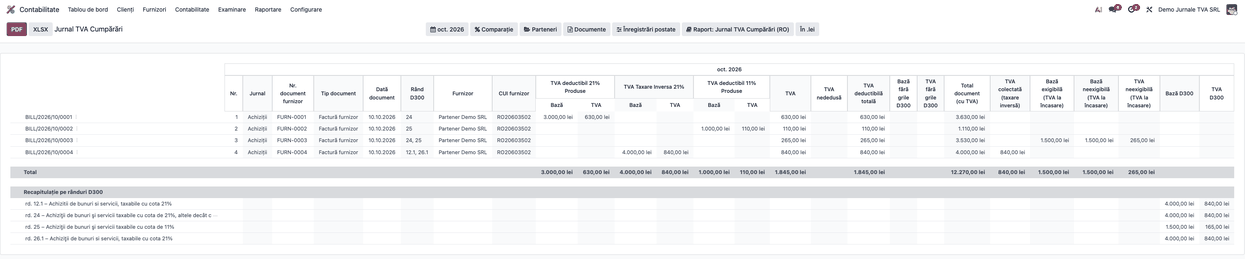 Contabilitate Tablou de bord Clienți Furnizori Contabilitate Examinare Raportare Configurare Demo Jurnale TVA SRL
PDF XLSX Jurnal TVA Cumpărări oct. 2026 Comparație Parteneri Documente Înregistrări postate Raport: Jurnal TVA Cumpărări (RO) În .lei
oct. 2026
Nr. Jurnal Nr. document furnizor Tip document Dată document Rând D300 Furnizor CUI furnizor TVA deductibil 21% Produse TVA Taxare Inversa 21% TVA deductibil 11% Produse TVA TVA nededusă TVA deductibilă totală Bază fără grile D300 TVA fără grile D300 Total document (cu TVA) TVA colectată (taxare inversă) Bază exigibilă (TVA la încasare) Bază neexigibilă (TVA la încasare) TVA neexigibilă (TVA la încasare) Bază D300 TVA D300
Bază TVA Bază TVA Bază TVA
BILL/2026/10/0001 1 Achiziții FURN-0001 Factură furnizor 10.10.2026 24 Partener Demo SRL RO20603502 3.000,00 lei 630,00 lei 630,00 lei 630,00 lei 3.630,00 lei
BILL/2026/10/0002 2 Achiziții FURN-0002 Factură furnizor 10.10.2026 25 Partener Demo SRL RO20603502 1.000,00 lei 110,00 lei 110,00 lei 110,00 lei 1.110,00 lei
BILL/2026/10/0003 3 Achiziții FURN-0003 Factură furnizor 10.10.2026 24, 25 Partener Demo SRL RO20603502 265,00 lei 265,00 lei 3.530,00 lei 1.500,00 lei 1.500,00 lei 265,00 lei
BILL/2026/10/0004 4 Achiziții FURN-0004 Factură furnizor 10.10.2026 12.1, 26.1 Partener Demo SRL RO20603502 4.000,00 lei 840,00 lei 840,00 lei 840,00 lei 4.000,00 lei 840,00 lei
Total 3.000,00 lei 630,00 lei 4.000,00 lei 840,00 lei 1.000,00 lei 110,00 lei 1.845,00 lei 1.845,00 lei 12.270,00 lei 840,00 lei 1.500,00 lei 1.500,00 lei 265,00 lei
Recapitulație pe rânduri D300
rd. 12.1 – Achizitii de bunuri si servicii, taxabile cu cota 21% 4.000,00 lei 840,00 lei
rd. 24 – Achiziţii de bunuri şi servicii taxabile cu cota de 21%, altele decât c ... 4.000,00 lei 840,00 lei
rd. 25 – Achiziţii de bunuri şi servicii taxabile cu cota de 11% 1.500,00 lei 165,00 lei
rd. 26.1 – Achiziţii de bunuri si servicii, taxabile cu cota 21% 4.000,00 lei 840,00 lei